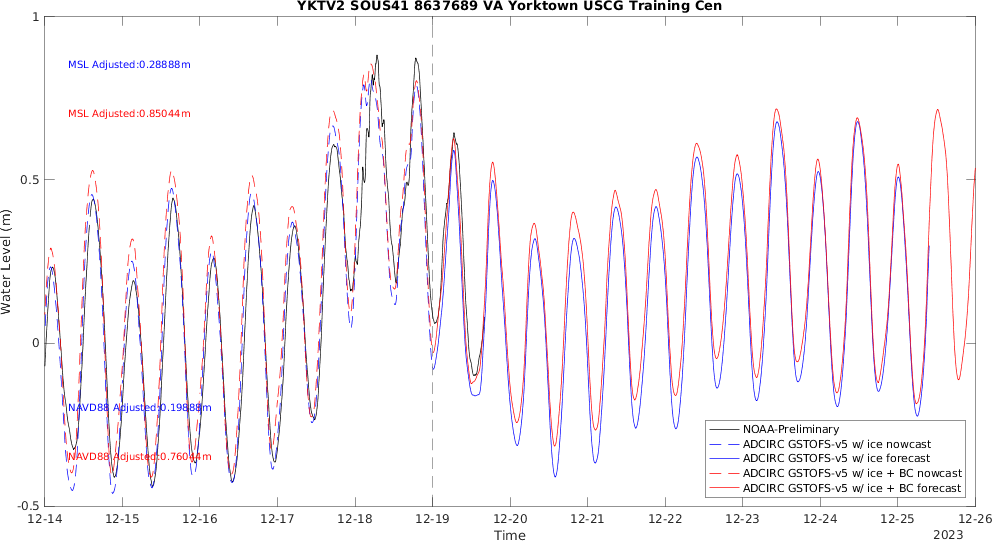 YKTV2 SOUS41 8637689 VA Yorktown USCG Training Cen
1
MSL Adjusted:0.28888m
MSL Adjusted:0.85044m
0.5
Water Level (m)
0
NAVD88 Adjusted:0.19888m
NAVD88 Adjusted:0.76044m
-0.5
NOAA-Preliminary
ADCIRC GSTOFS-v5 w/ ice nowcast
ADCIRC GSTOFS-v5 w/ ice forecast
ADCIRC GSTOFS-v5 w/ ice + BC nowcast
ADCIRC GSTOFS-v5 w/ ice + BC forecast
12-14 12-15 12-16 12-17 12-18 12-19 12-20 12-21 12-22 12-23 12-24 12-25 12-26
Time
2023